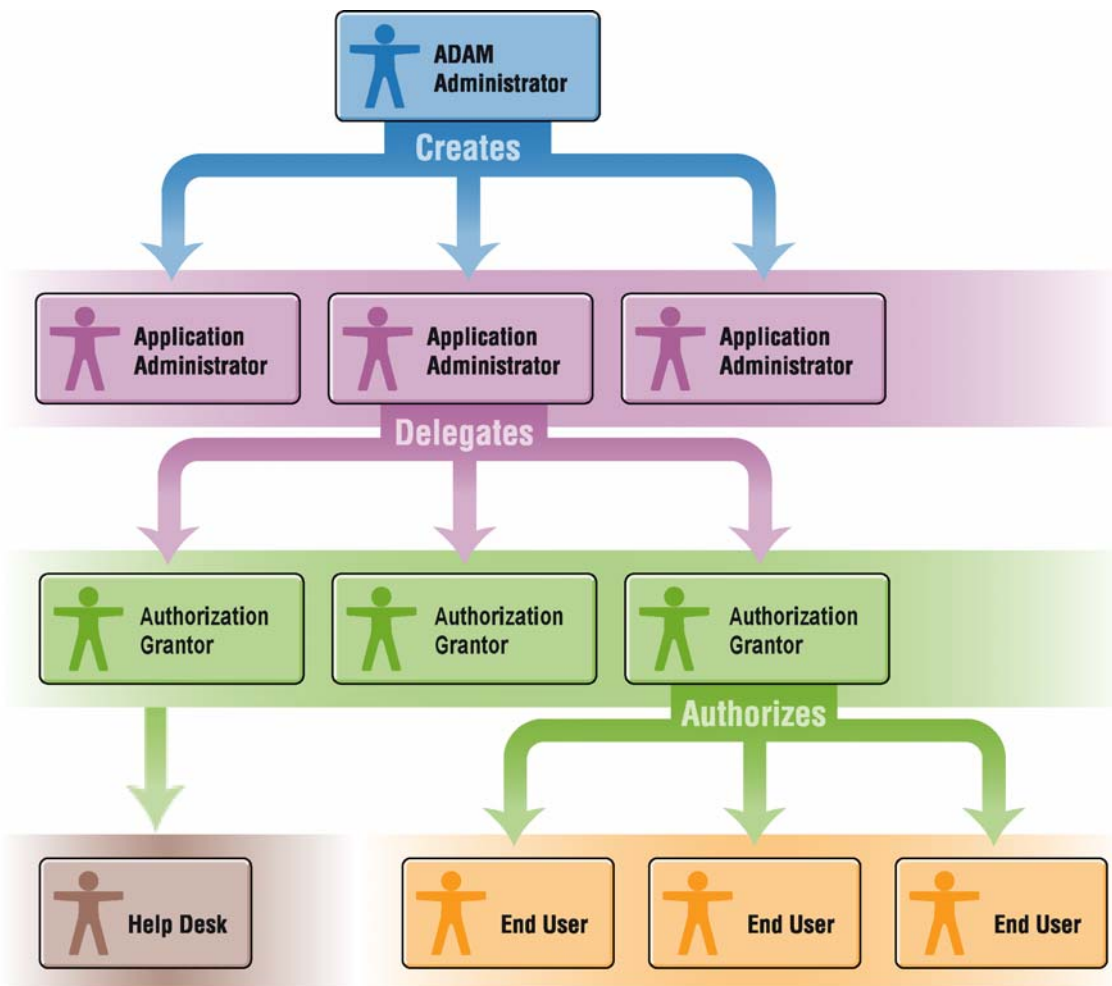 ADAM
Administrator
Creates
Application
Administrator
Application
Administrator
Application
Administrator
Delegates
Authorization
Grantor
Authorization
Grantor
Authorization
Grantor
Authorizes
Help Desk
End User
End User
End User